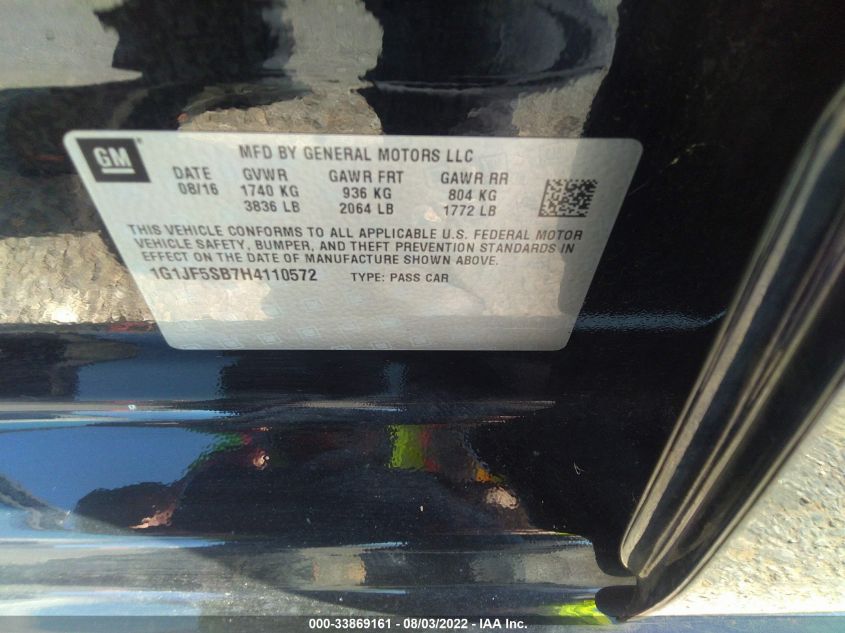 GM
MFD BY GENERAL MOTORS LLC
DATE GVWR GAWR FRT GAWR RR
08/16 1740 KG 936 KG 804 KG
3836 LB 2064 LB 1772 LB
THIS VEHICLE CONFORMS TO ALL APPLICABLE U.S. FEDERAL MOTOR
VEHICLE SAFETY, BUMPER, AND THEFT PREVENTION STANDARDS IN
EFFECT ON THE DATE OF MANUFACTURE SHOWN ABOVE.
1G1JF5SB7H4110572 TYPE: PASS CAR
000-33869161 - 08/03/2022 - © IAA Inc.